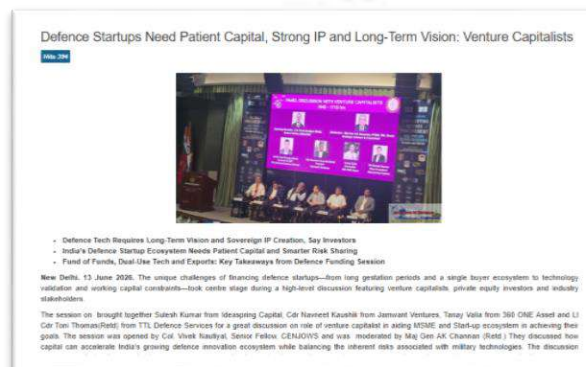 Defence Startups Need Patient Capital, Strong IP and Long-Term Vision: Venture Capitalists
PANEL DISCUSSION WITH VENTURE CAPITALISTS
Defence Tech Requires Long-Term Vision and Sovereign IP Creation, Say Investors
India's Defence Startup Ecosystem Needs Patient Capital and Smarter Risk Sharing
Fund of Funds, Dual-Use Tech and Exports: Key Takeaways from Defence Funding Session
New Delhi. 13 June 2026. The unique challenges of financing defence startups—from long gestation periods and a single buyer ecosystem to technology
validation and working capital constraints—took centre stage during a high-level discussion featuring venture capitalists, private equity investors and industry
stakeholders.
The session on brought together Sulesh Kumar from Ideaspring Capital, Cdr Navneet Kaushik from Jamwant Ventures, Tanay Valia from 360 ONE Asset and Lt
Cdr Toni Thomas(Retd) from TTL Defence Services for a great discussion on role of venture capitalist in aiding MSME and Start-up ecosystem in achieving their
goals. The session was opened by Col. Vivek Nautiyal, Senior Fellow, CENJOWS and was moderated by Maj Gen AK Channan (Retd.) They discussed how
capital can accelerate India's growing defence innovation ecosystem while balancing the inherent risks associated with military technologies. The discussion